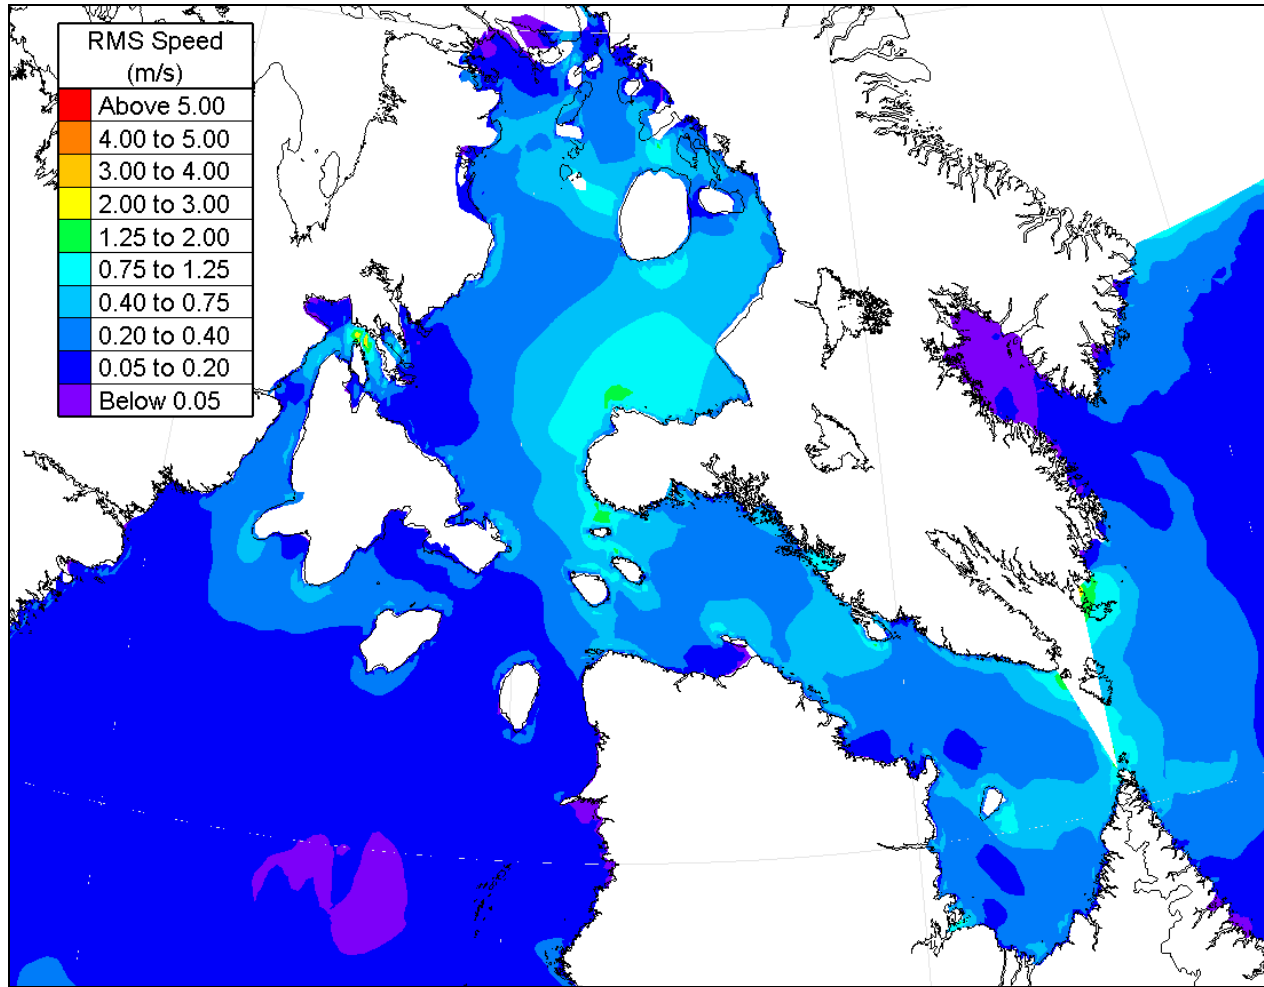 RMS Speed
(m/s)
Above 5.00
4.00 to 5.00
3.00 to 4.00
2.00 to 3.00
1.25 to 2.00
0.75 to 1.25
0.40 to 0.75
0.20 to 0.40
0.05 to 0.20
Below 0.05